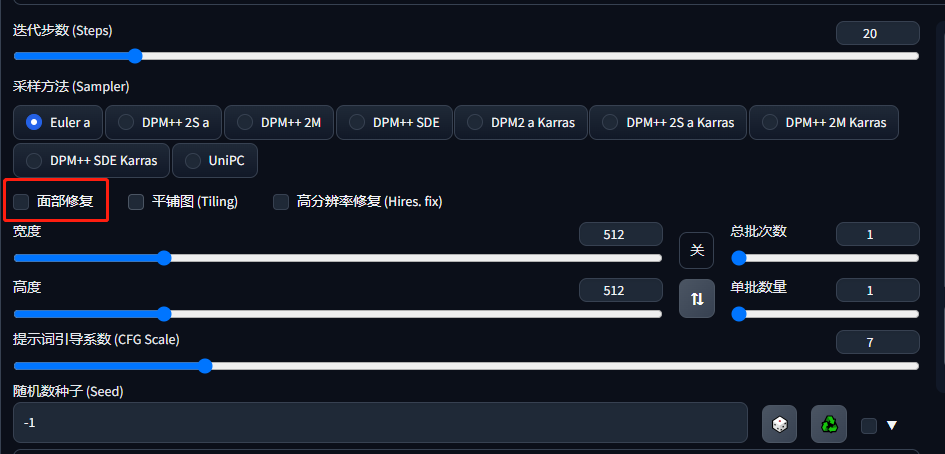 迭代步数 (Steps)
20
采样方法 (Sampler)
Euler a
DPM++ 2S a
DPM++ 2M
DPM++ SDE
DPM2 a Karras
DPM++ 2S a Karras
DPM++ 2M Karras
DPM++ SDE Karras
UniPC
面部修复
平铺图 (Tiling)
高分辨率修复 (Hires. fix)
宽度
512
关
总批次数
1
高度
512
单批数量
1
提示词引导系数 (CFG Scale)
7
随机数种子 (Seed)
-1